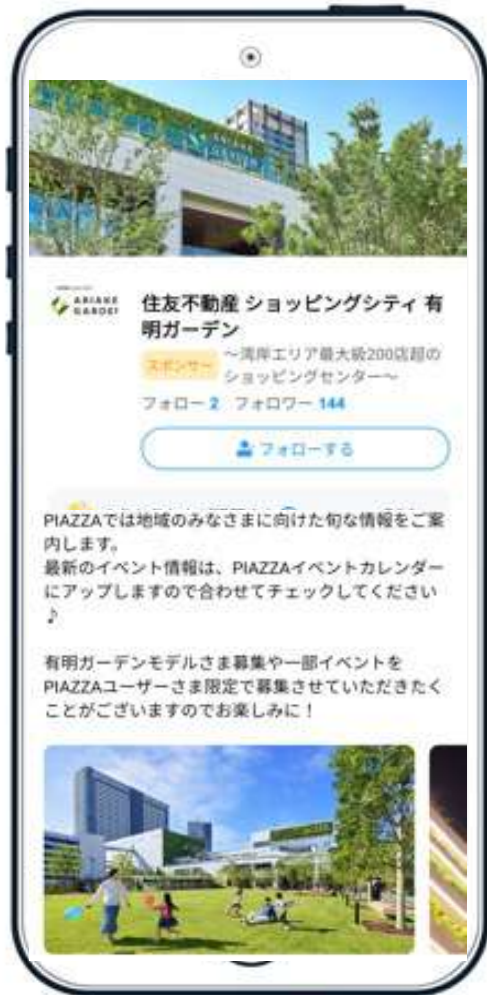 ARIAKE
GARDEN
ARIAKE
GARDEN
住友不動産 ショッピングシティ 有
明ガーデン
スポンサー
〜湾岸エリア最大級200店超の
ショッピングセンター〜
フォロー 2 フォロワー 144
フォローする
PIAZZAでは地域のみなさまに向けた旬な情報をご案
内します。
最新のイベント情報は、PIAZZAイベントカレンダー
にアップしますので合わせてチェックしてください
♪
有明ガーデンモデルさま募集や一部イベントを
PIAZZAユーザーさま限定で募集させていただきたく
ことがございますのでお楽しみに！